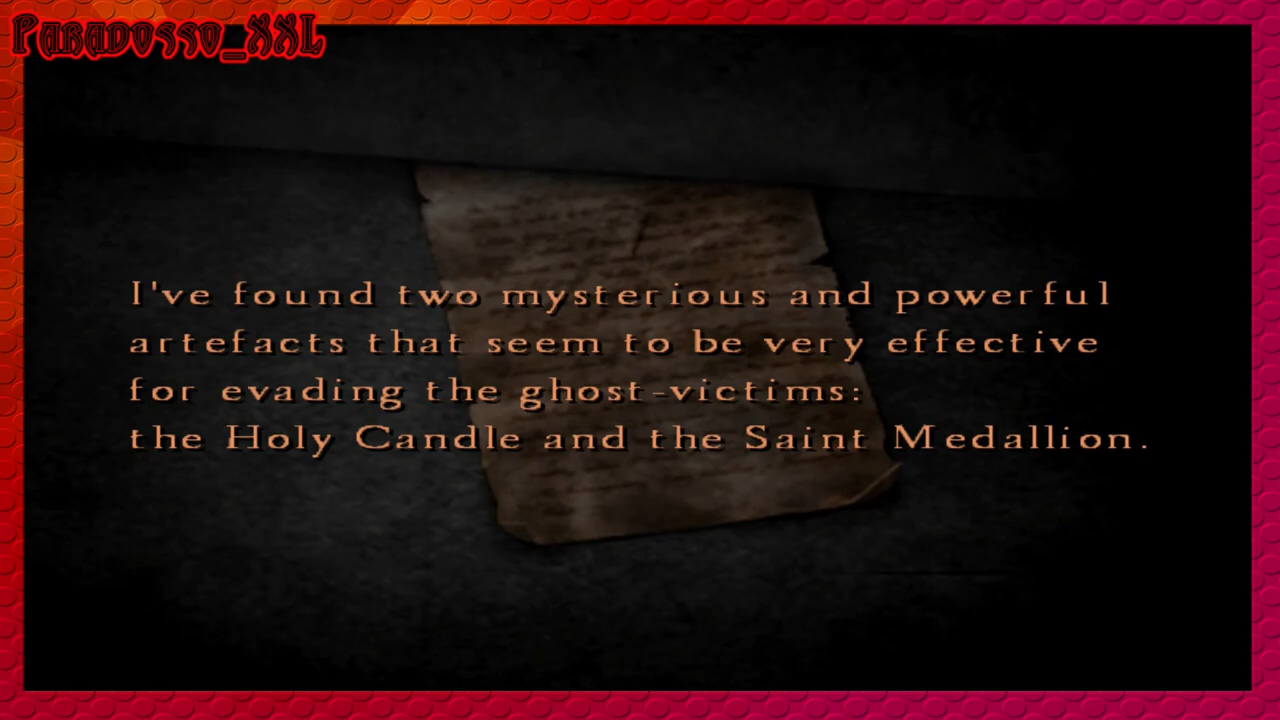 Paradosso_XXL
I've found two mysterious and powerful
artefacts that seem to be very effective
for evading the ghost-victims:
the Holy Candle and the Saint Medallion.